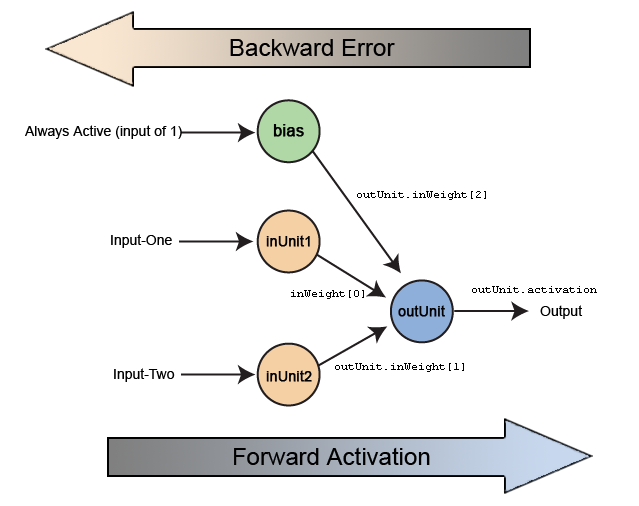 Backward Error
Always Active (input of 1)
bias
outUnit.inWeight[2]
Input-One
inUnit1
inWeight[0]
outUnit.activation
outUnit
Output
Input-Two
inUnit2
outUnit.inWeight[1]
Forward Activation